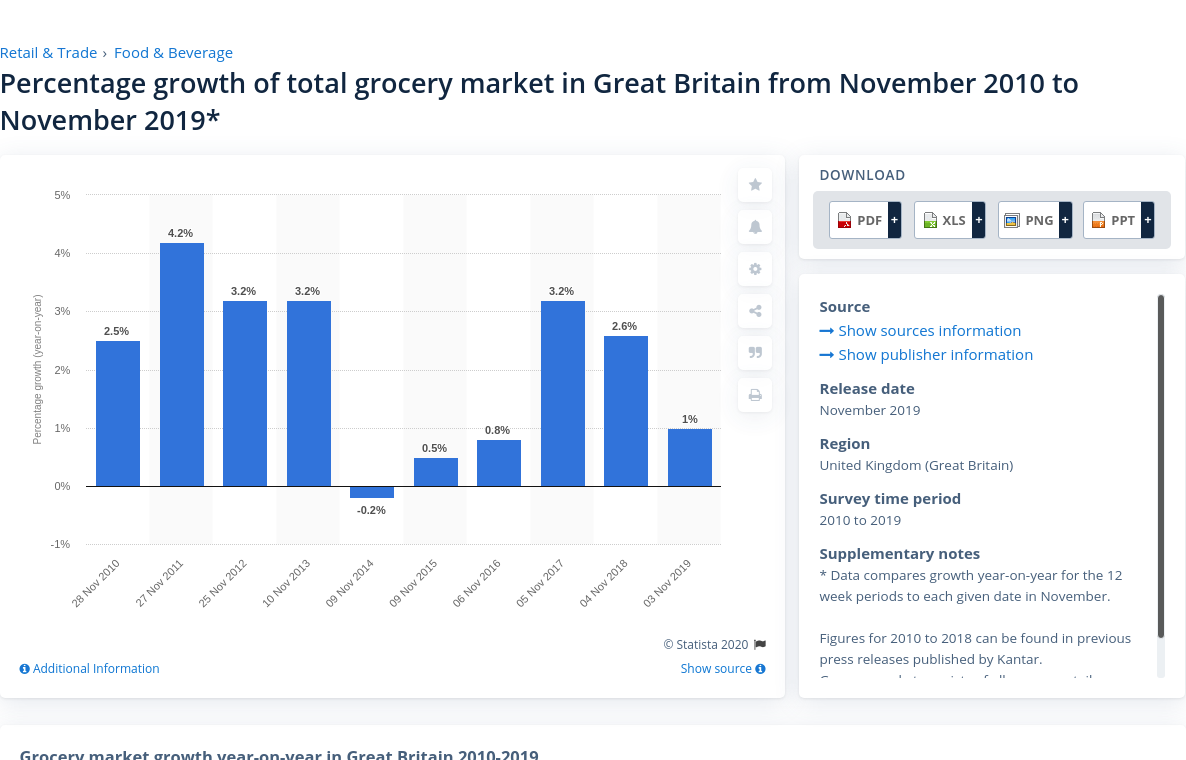 Retail & Trade › Food & Beverage
Percentage growth of total grocery market in Great Britain from November 2010 to
November 2019*
5%
4%
3%
2%
1%
0%
-1%
Percentage growth (year-on-year)
2.5%
4.2%
3.2%
3.2%
-0.2%
0.5%
0.8%
3.2%
2.6%
1%
28 Nov 2010
27 Nov 2011
25 Nov 2012
10 Nov 2013
09 Nov 2014
09 Nov 2015
06 Nov 2016
05 Nov 2017
04 Nov 2018
03 Nov 2019
© Statista 2020
Additional Information
Show source
DOWNLOAD
PDF +
XLS +
PNG +
PPT +
Source
Show sources information
Show publisher information
Release date
November 2019
Region
United Kingdom (Great Britain)
Survey time period
2010 to 2019
Supplementary notes
* Data compares growth year-on-year for the 12
week periods to each given date in November.
Figures for 2010 to 2018 can be found in previous
press releases published by Kantar.
Grocery market growth year-on-year in Great Britain 2010-2019